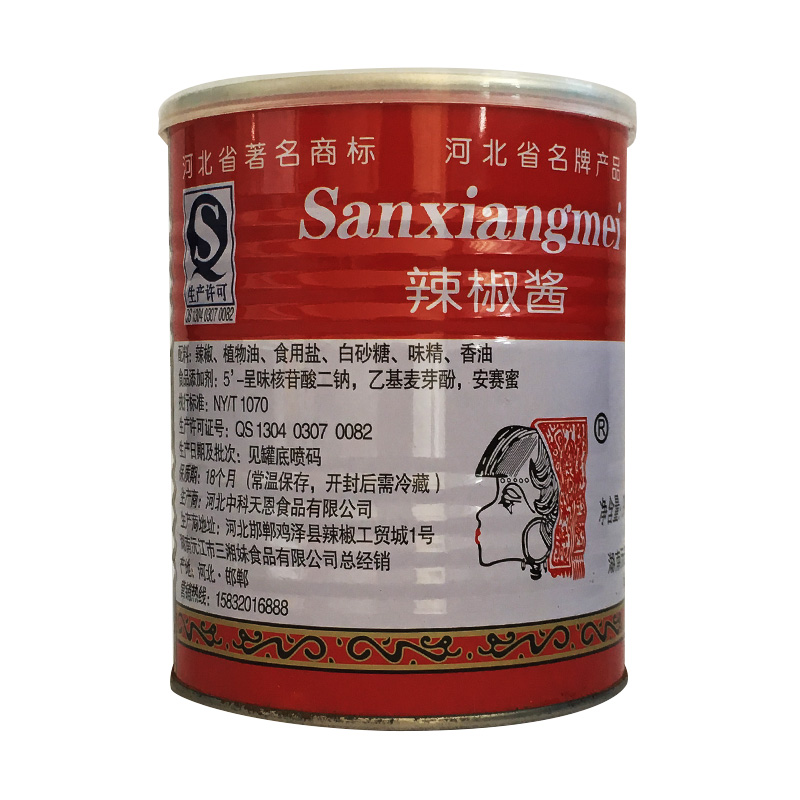 河北省著名商标
河北省名牌产品
Sanxiangmei
辣椒酱
生产许可
QS 1304 0307 0082
配料：辣椒、植物油、食用盐、白砂糖、味精、香油
食品添加剂：5'-呈味核苷酸二钠，乙基麦芽酚，安赛蜜
执行标准：NY/T 1070
生产许可证号：QS 1304 0307 0082
生产日期及批次：见罐底喷码
保质期：18个月（常温保存，开封后需冷藏）
生产商：河北中科天恩食品有限公司
生产商地址：河北邯郸鸡泽县辣椒工贸城1号
湖南沅江市三湘妹食品有限公司总经销
产地：河北·邯郸
营销热线：15832016888
®
净含量
湖南